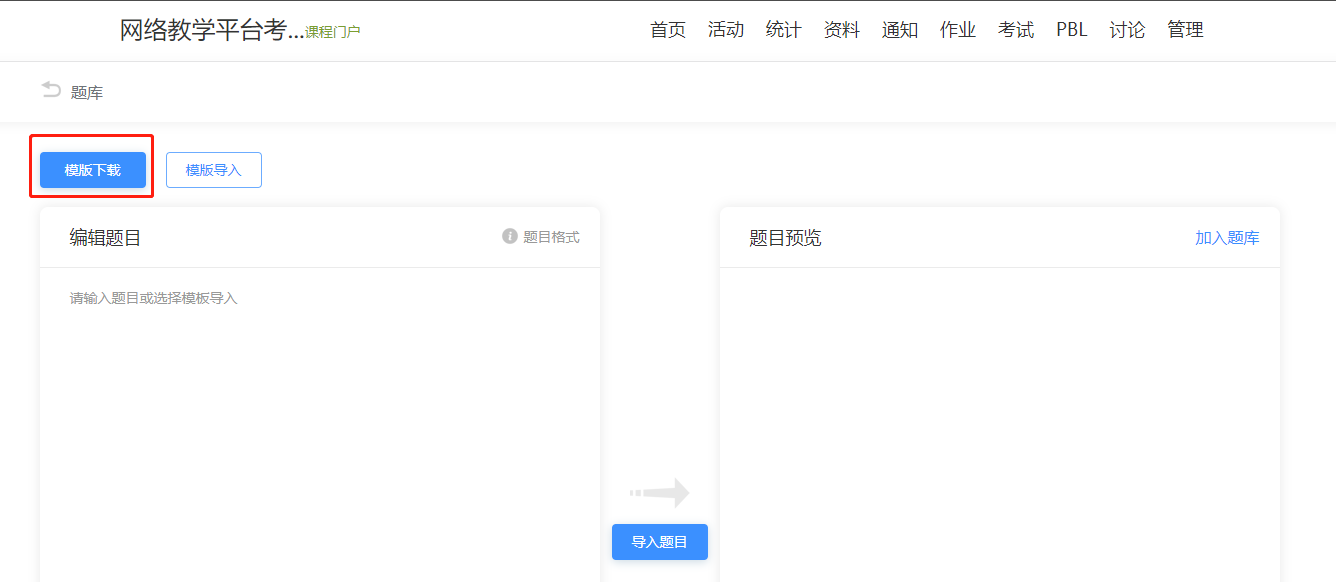 网络教学平台考...课程门户 首页 活动 统计 资料 通知 作业 考试 PBL 讨论 管理
题库
模版下载 模版导入
编辑题目 题目格式 题目预览 加入题库
请输入题目或选择模板导入
导入题目